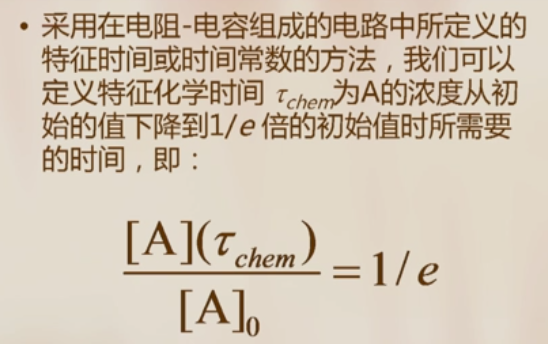 • 采用在电阻-电容组成的电路中所定义的
特征时间或时间常数的方法，我们可以
定义特征化学时间 τchem为A的浓度从初
始的值下降到1/e 倍的初始值时所需要
的时间，即：
[A](τchem)
/ [A]0 = 1/e